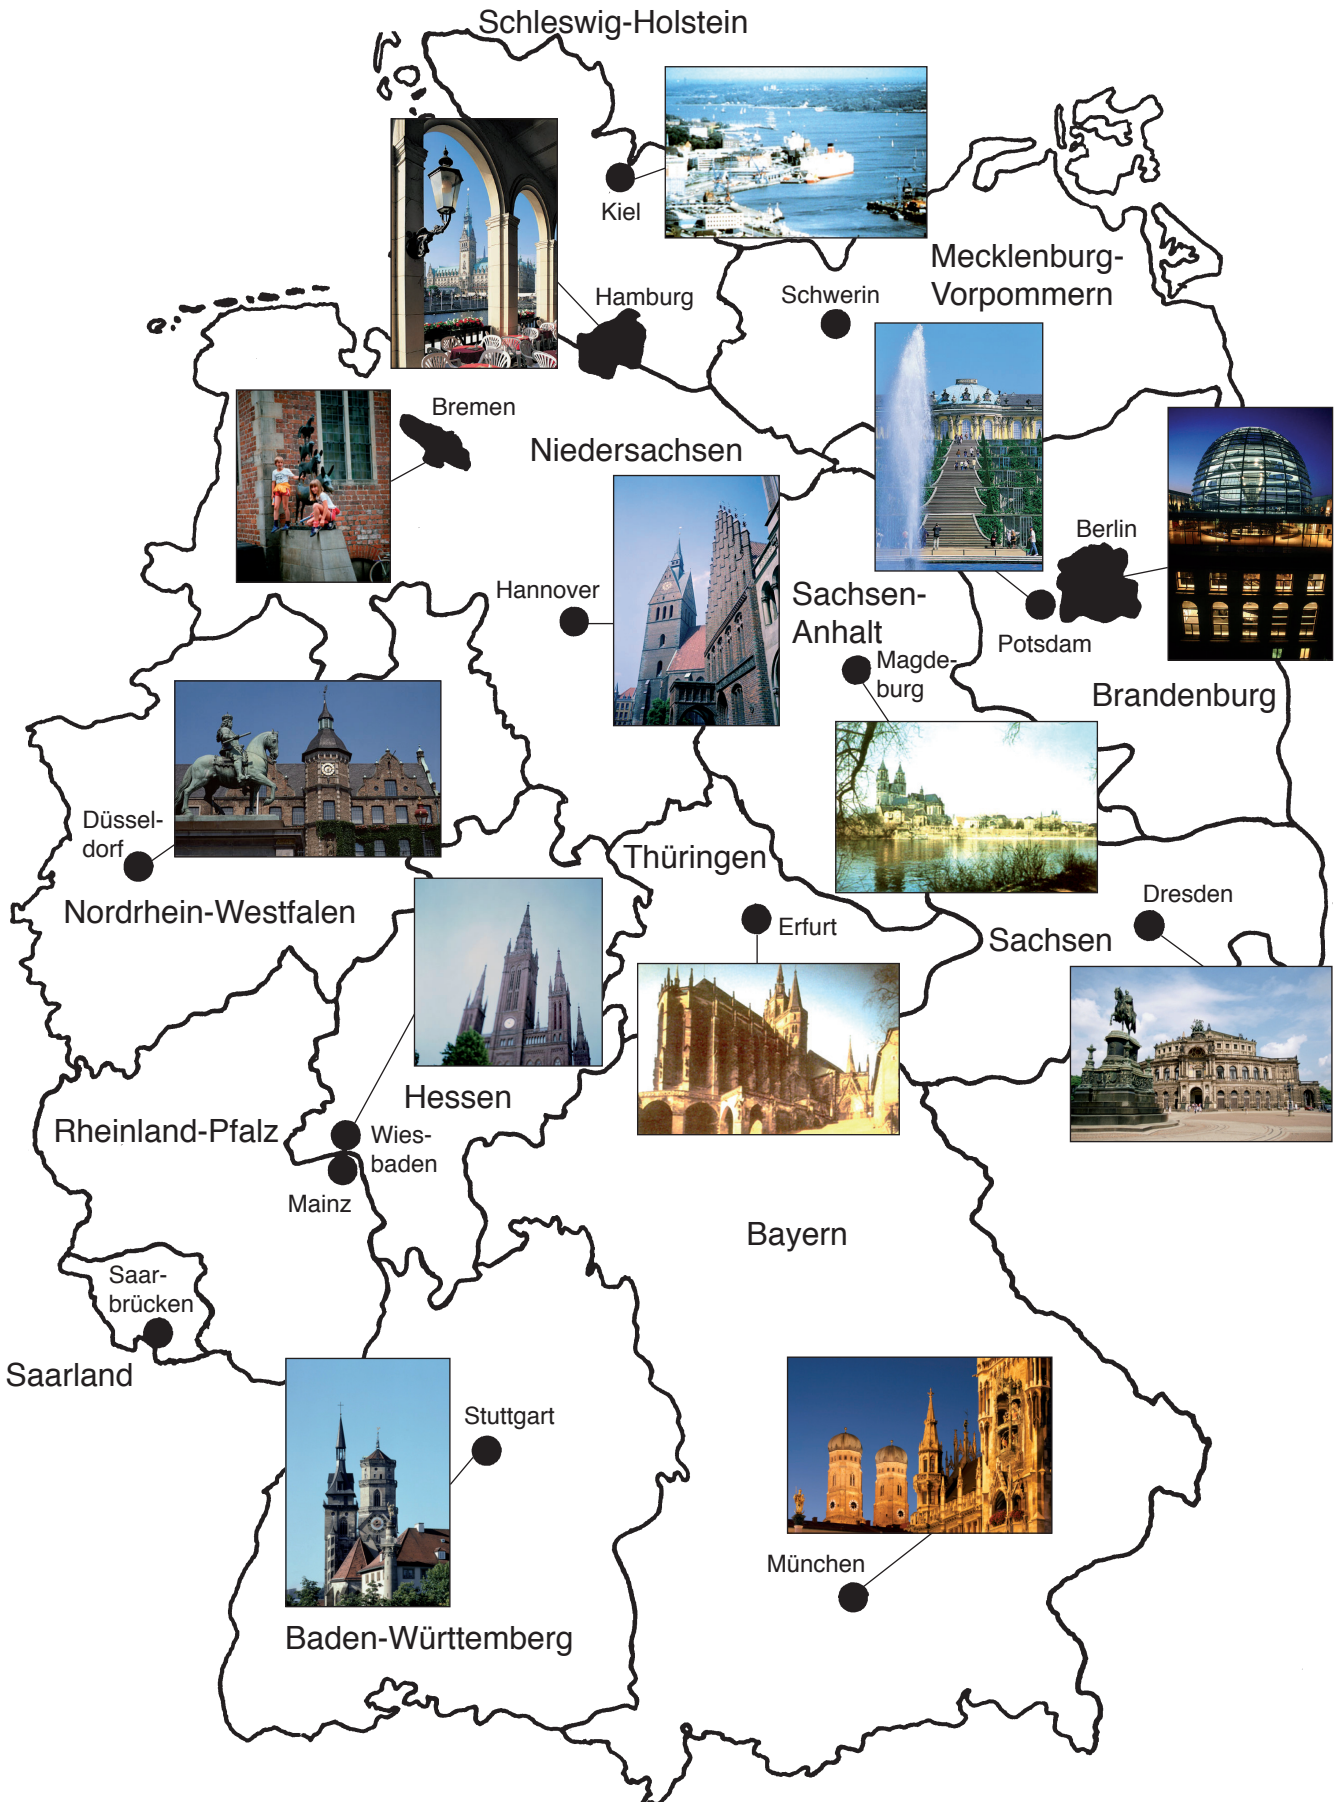 Schleswig-Holstein
Kiel
Mecklenburg-
Vorpommern
Schwerin
Hamburg
Bremen
Niedersachsen
Berlin
Hannover
Sachsen-
Anhalt
Potsdam
Magde-
burg
Brandenburg
Düssel-
dorf
Thüringen
Nordrhein-Westfalen
Dresden
Erfurt
Sachsen
Hessen
Rheinland-Pfalz
Wies-
baden
Mainz
Bayern
Saar-
brücken
Saarland
Stuttgart
München
Baden-Württemberg